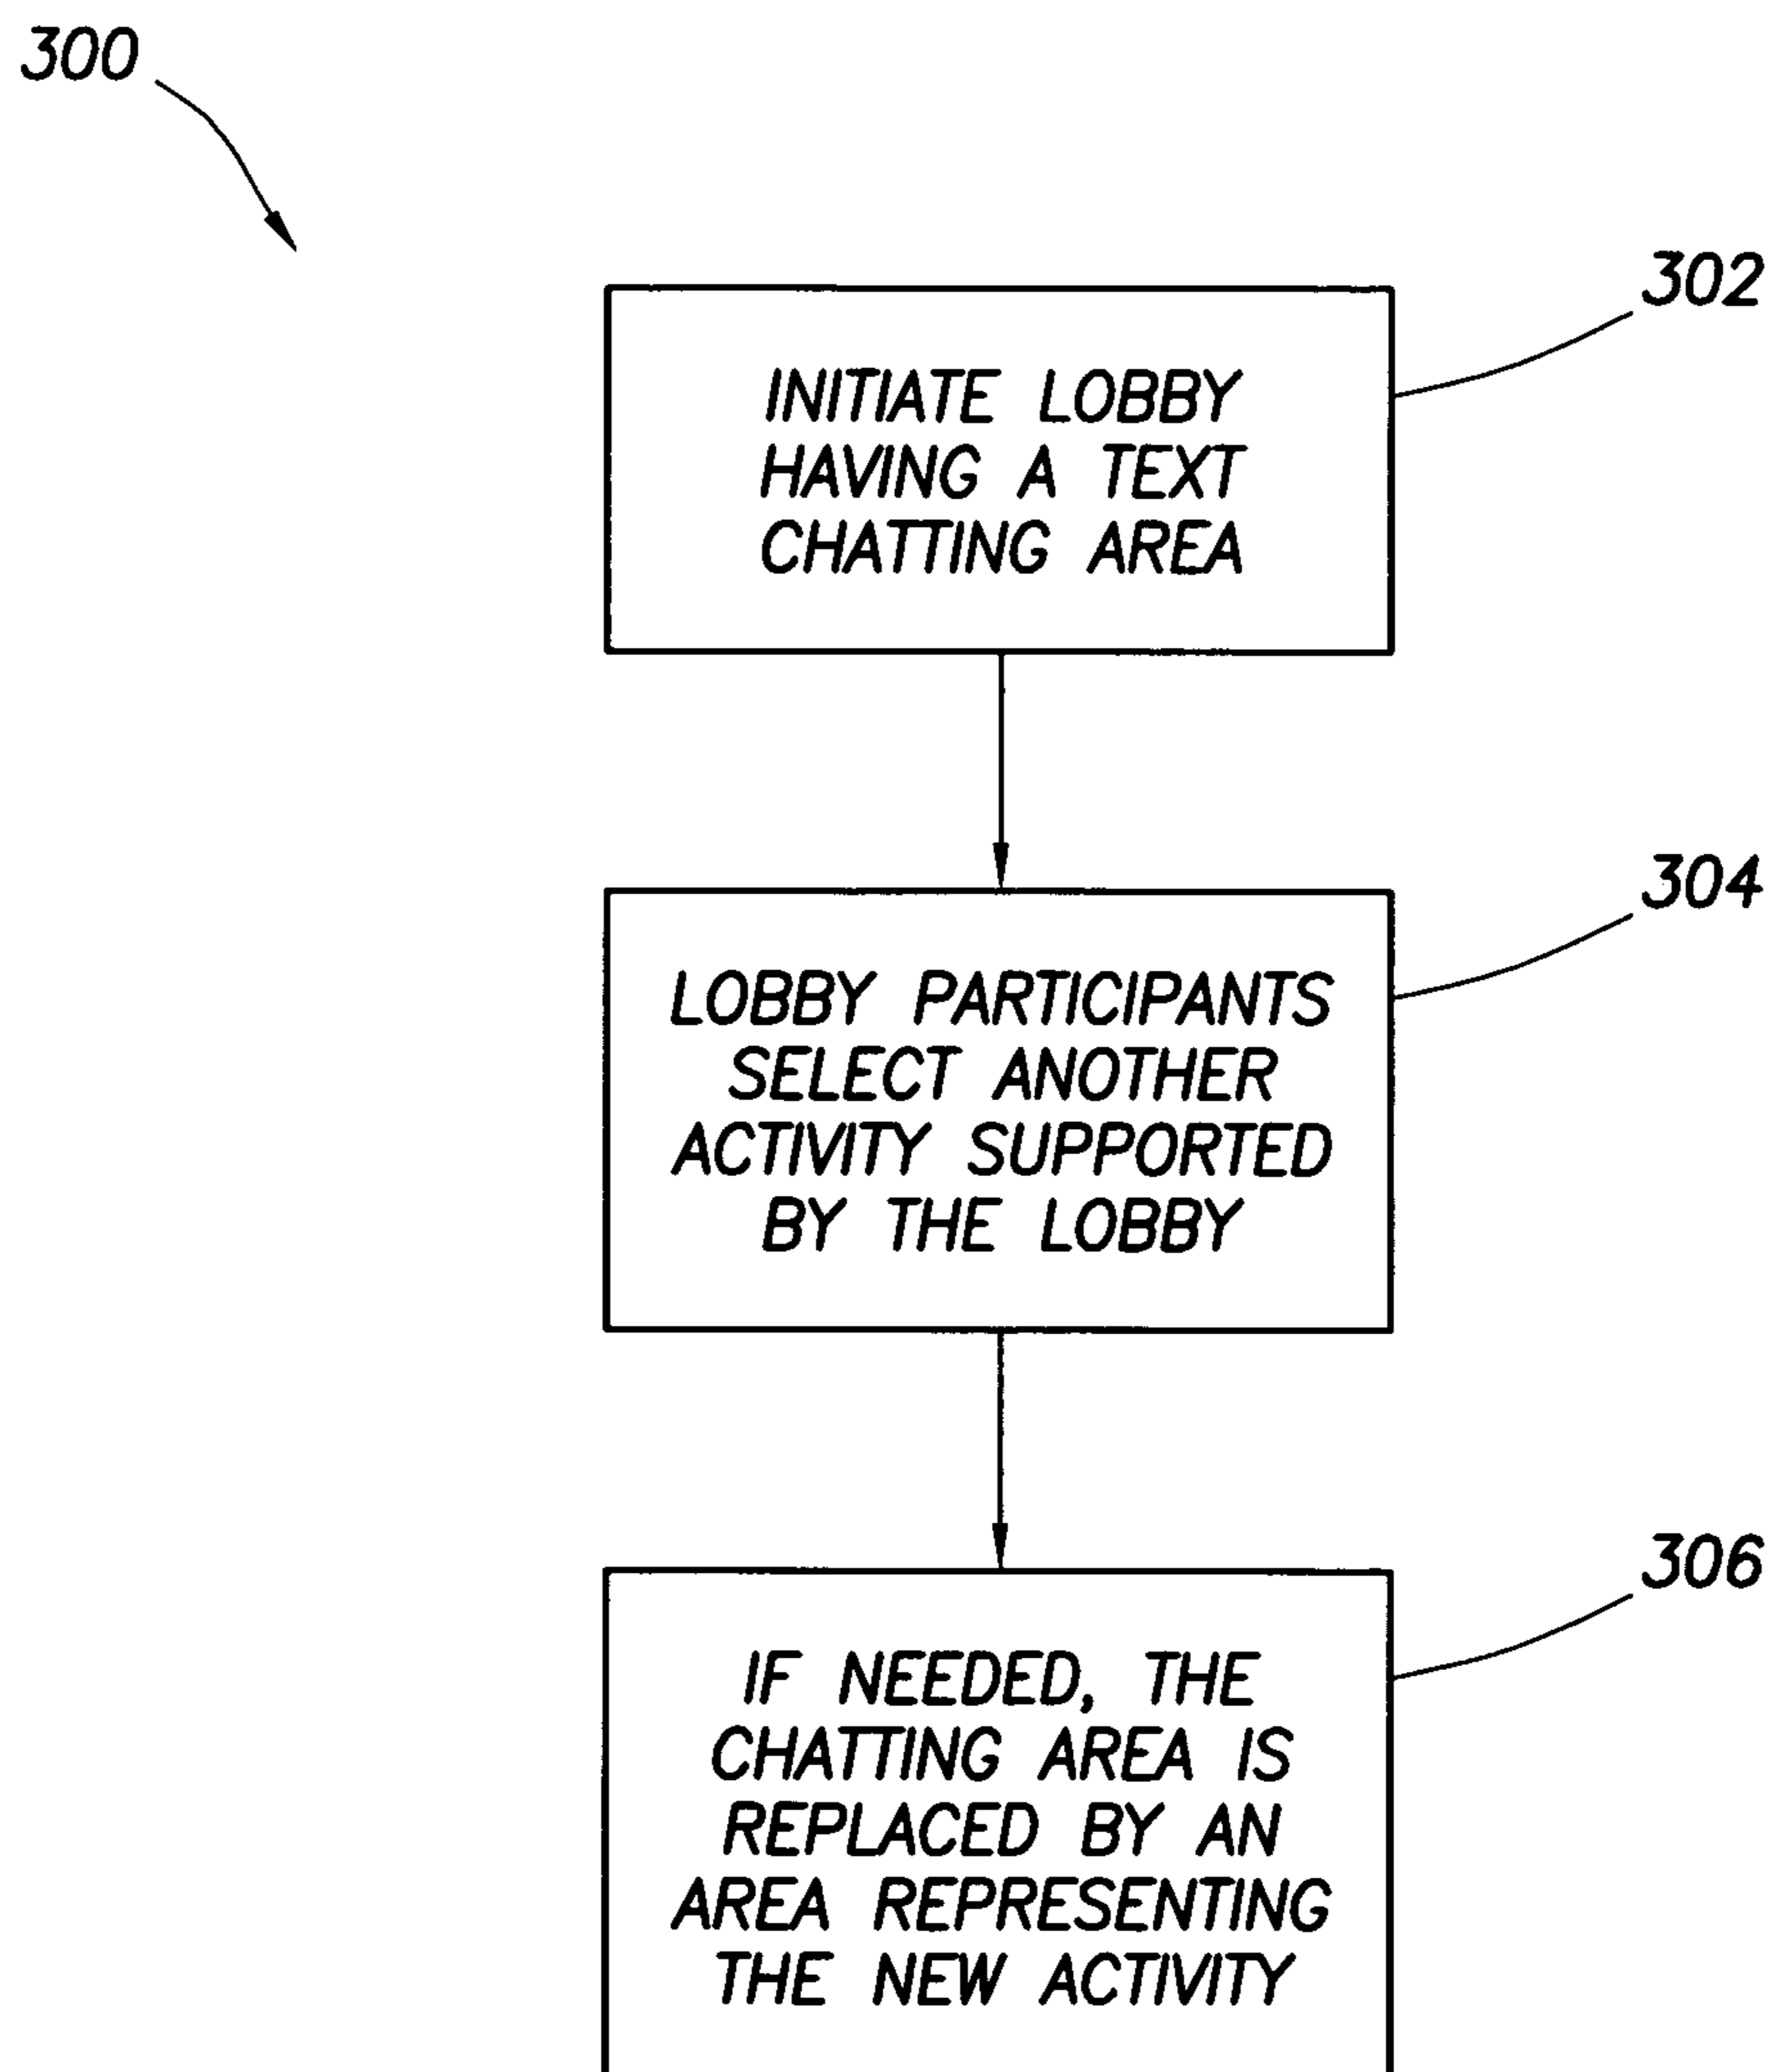 300
302
INITIATE LOBBY
HAVING A TEXT
CHATTING AREA
304
LOBBY PARTICIPANTS
SELECT ANOTHER
ACTIVITY SUPPORTED
BY THE LOBBY
306
IF NEEDED, THE
CHATTING AREA IS
REPLACED BY AN
AREA REPRESENTING
THE NEW ACTIVITY